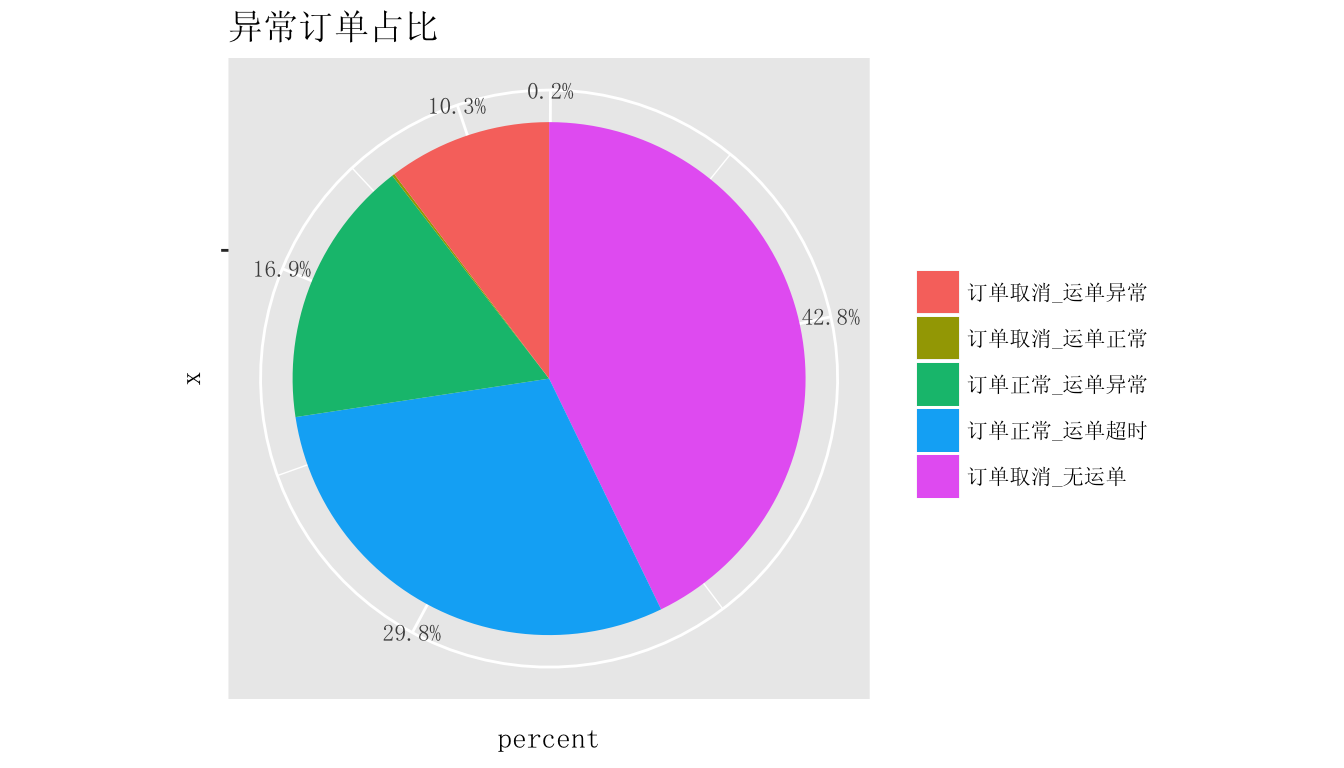 异常订单占比
0.2%
10.3%
16.9%
42.8%
29.8%
x
percent
订单取消_运单异常
订单取消_运单正常
订单正常_运单异常
订单正常_运单超时
订单取消_无运单